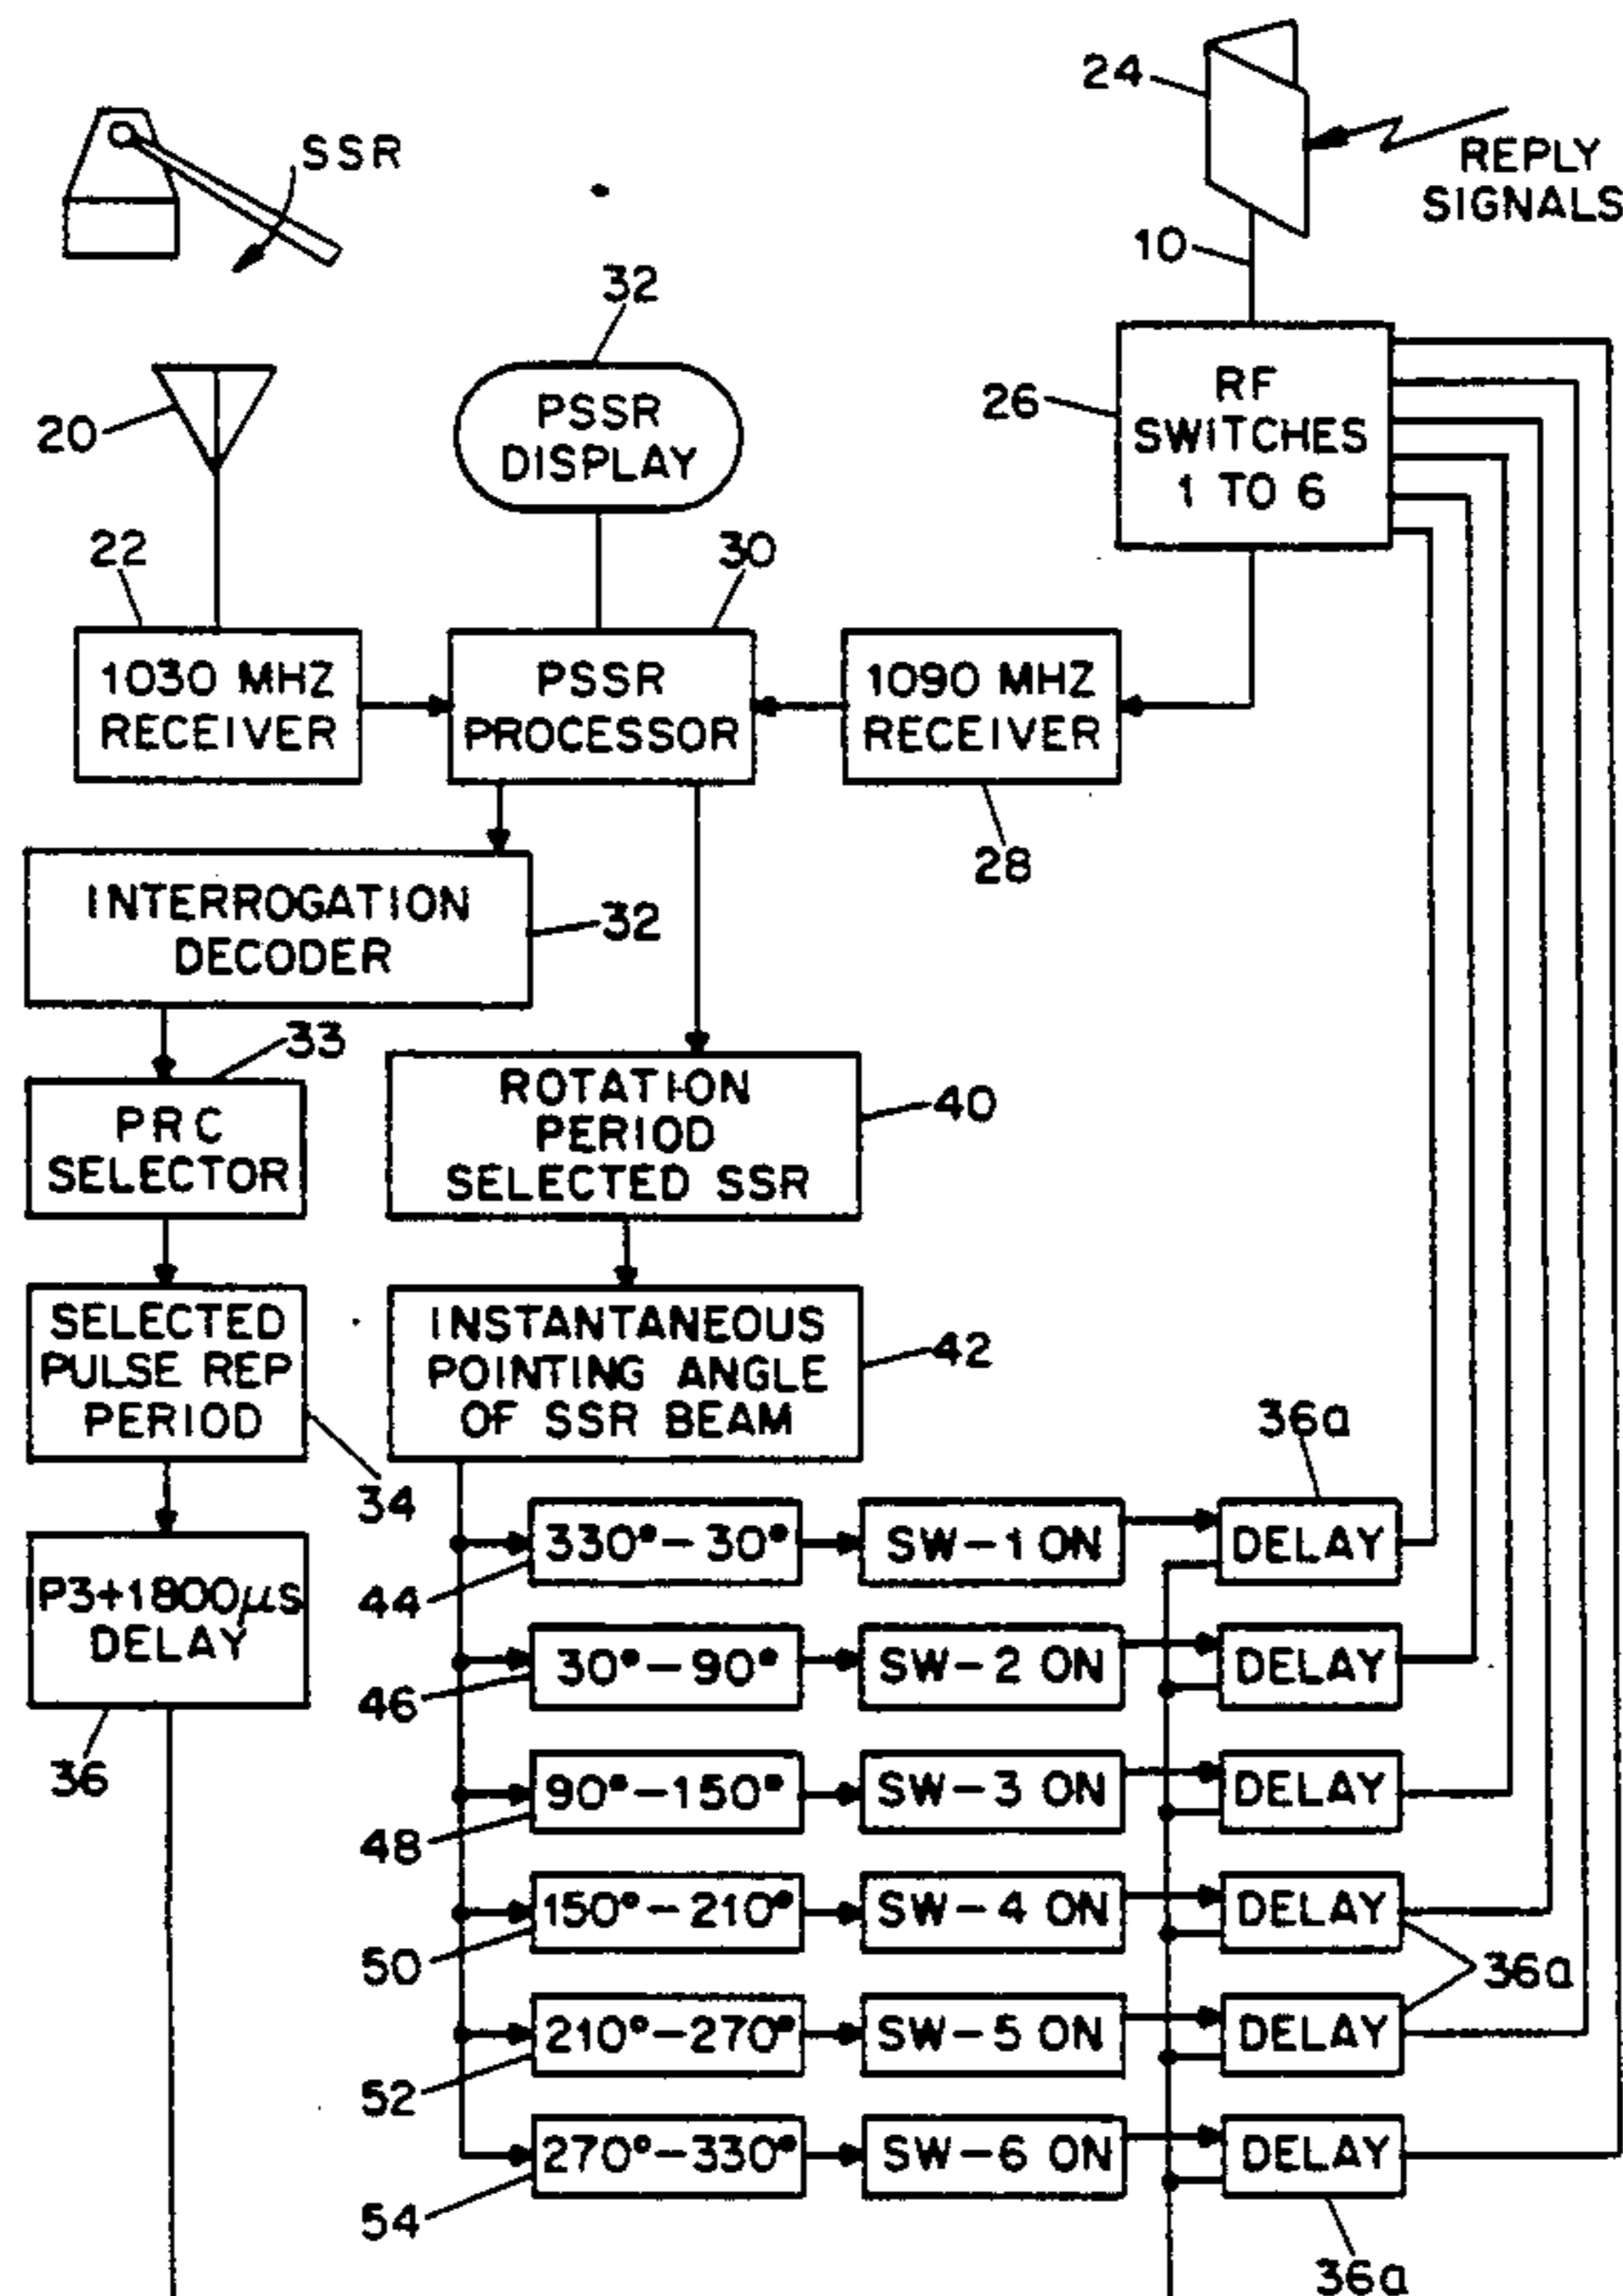 24
SSR
REPLY
SIGNALS
10
32
20
PSSR
DISPLAY
26
RF
SWITCHES
1 TO 6
22
30
1030 MHZ
RECEIVER
PSSR
PROCESSOR
1090 MHZ
RECEIVER
28
INTERROGATION
DECODER
32
33
PRC
SELECTOR
ROTATION
PERIOD
SELECTED SSR
40
SELECTED
PULSE REP
PERIOD
34
INSTANTANEOUS
POINTING ANGLE
OF SSR BEAM
42
P3+1800µs
DELAY
36
36a
330°-30°
SW-1 ON
DELAY
44
30°-90°
SW-2 ON
DELAY
46
90°-150°
SW-3 ON
DELAY
48
150°-210°
SW-4 ON
DELAY
50
36a
210°-270°
SW-5 ON
DELAY
52
270°-330°
SW-6 ON
DELAY
54
36a